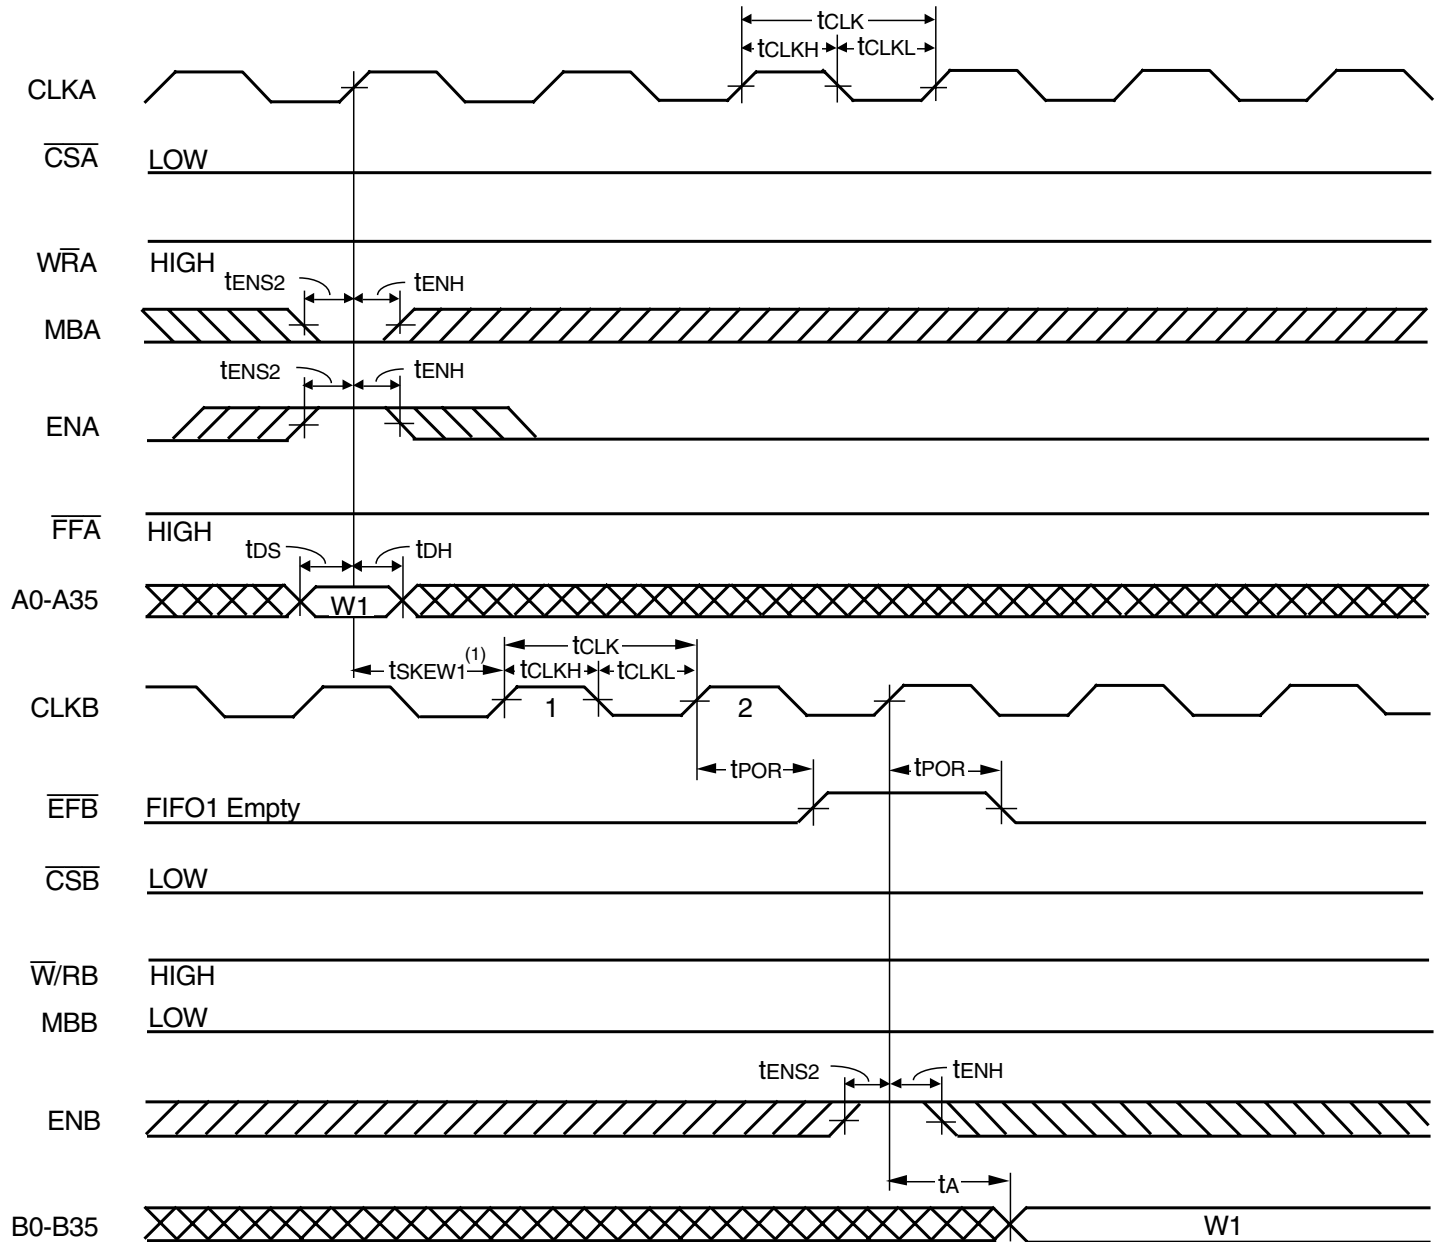 tCLK
tCLKH tCLKL
CLKA
CSA LOW
WRA HIGH
tENS2 tENH
MBA
tENS2 tENH
ENA
FFA HIGH
tDS tDH
A0-A35 W1
tCLK
tSKEW1(1) tCLKH tCLKL
CLKB 1 2
tPOR tPOR
EFB FIFO1 Empty
CSB LOW
W/RB HIGH
MBB LOW
tENS2 tENH
ENB
tA
B0-B35 W1